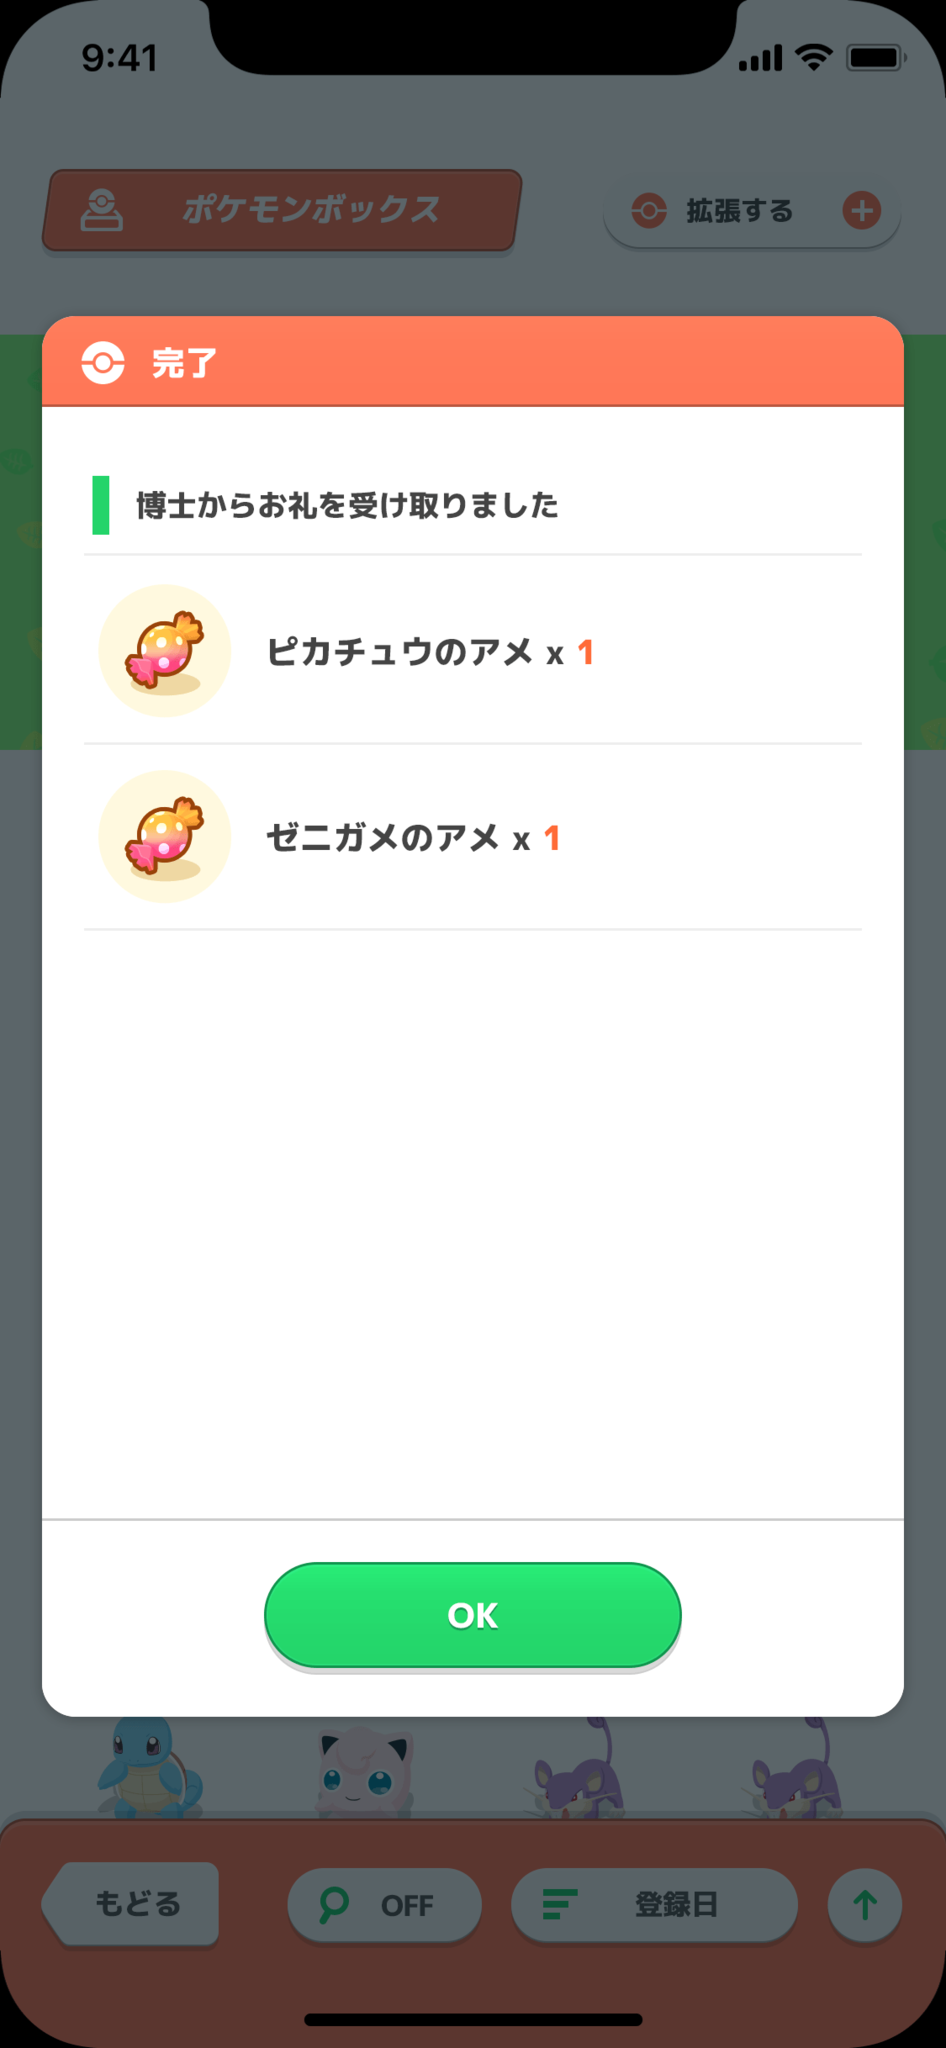 9:41
ポケモンボックス
拡張する
完了
博士からお礼を受け取りました
ピカチュウのアメ x 1
ゼニガメのアメ x 1
OK
もどる
OFF
登録日